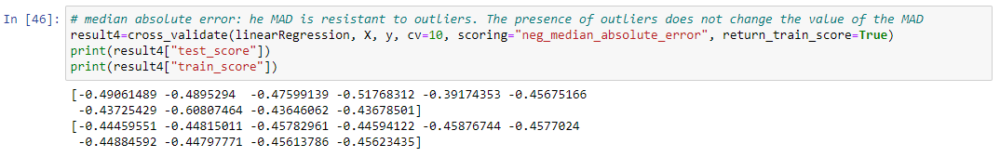 In [46]: # median absolute error: he MAD is resistant to outliers. The presence of outliers does not change the value of the MAD
result4=cross_validate(linearRegression, X, y, cv=10, scoring="neg_median_absolute_error", return_train_score=True)
print(result4["test_score"])
print(result4["train_score"])
[-0.49061489 -0.4895294  -0.47599139 -0.51768312 -0.39174353 -0.45675166
 -0.43725429 -0.60807464 -0.43646062 -0.43678501]
[-0.44459551 -0.44815011 -0.45782961 -0.44594122 -0.45876744 -0.4577024
 -0.44884592 -0.44797771 -0.45613786 -0.45623435]